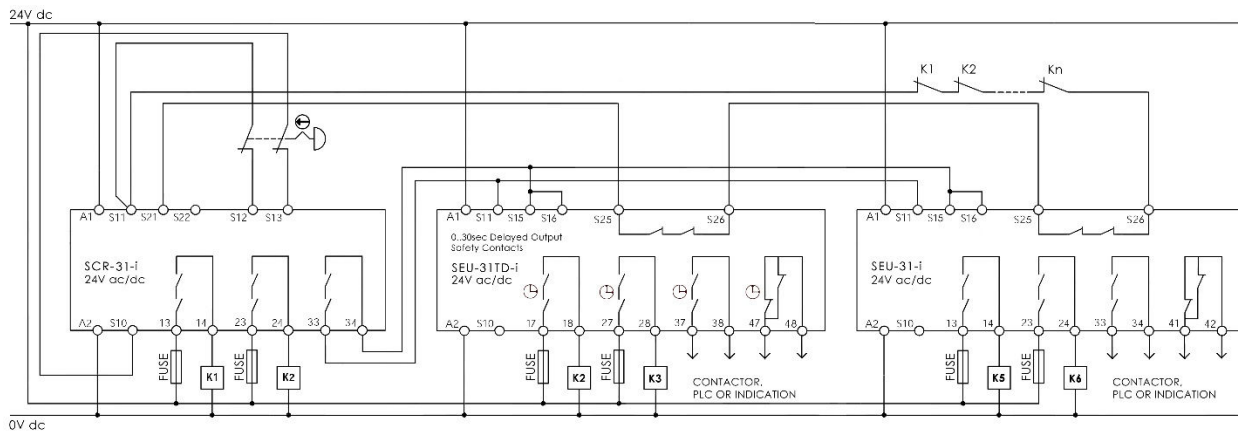 24V dc
K1 K2 Kn
A1 S11 S21 S22 S12 S13
A1 S11 S15 S16 S25 S26
A1 S11 S15 S16 S25 S26
0..30sec Delayed Output
Safety Contacts
SCR-31-i
24V ac/dc
SEU-31TD-i
24V ac/dc
SEU-31-i
24V ac/dc
A2 S10 13 14 23 24 33 34
A2 S10 17 18 27 28 37 38 47 48
A2 S10 13 14 23 24 33 34 41 42
FUSE K1 FUSE K2
FUSE K2 FUSE K3
CONTACTOR,
PLC OR INDICATION
FUSE K5 FUSE K6
CONTACTOR,
PLC OR INDICATION
0V dc